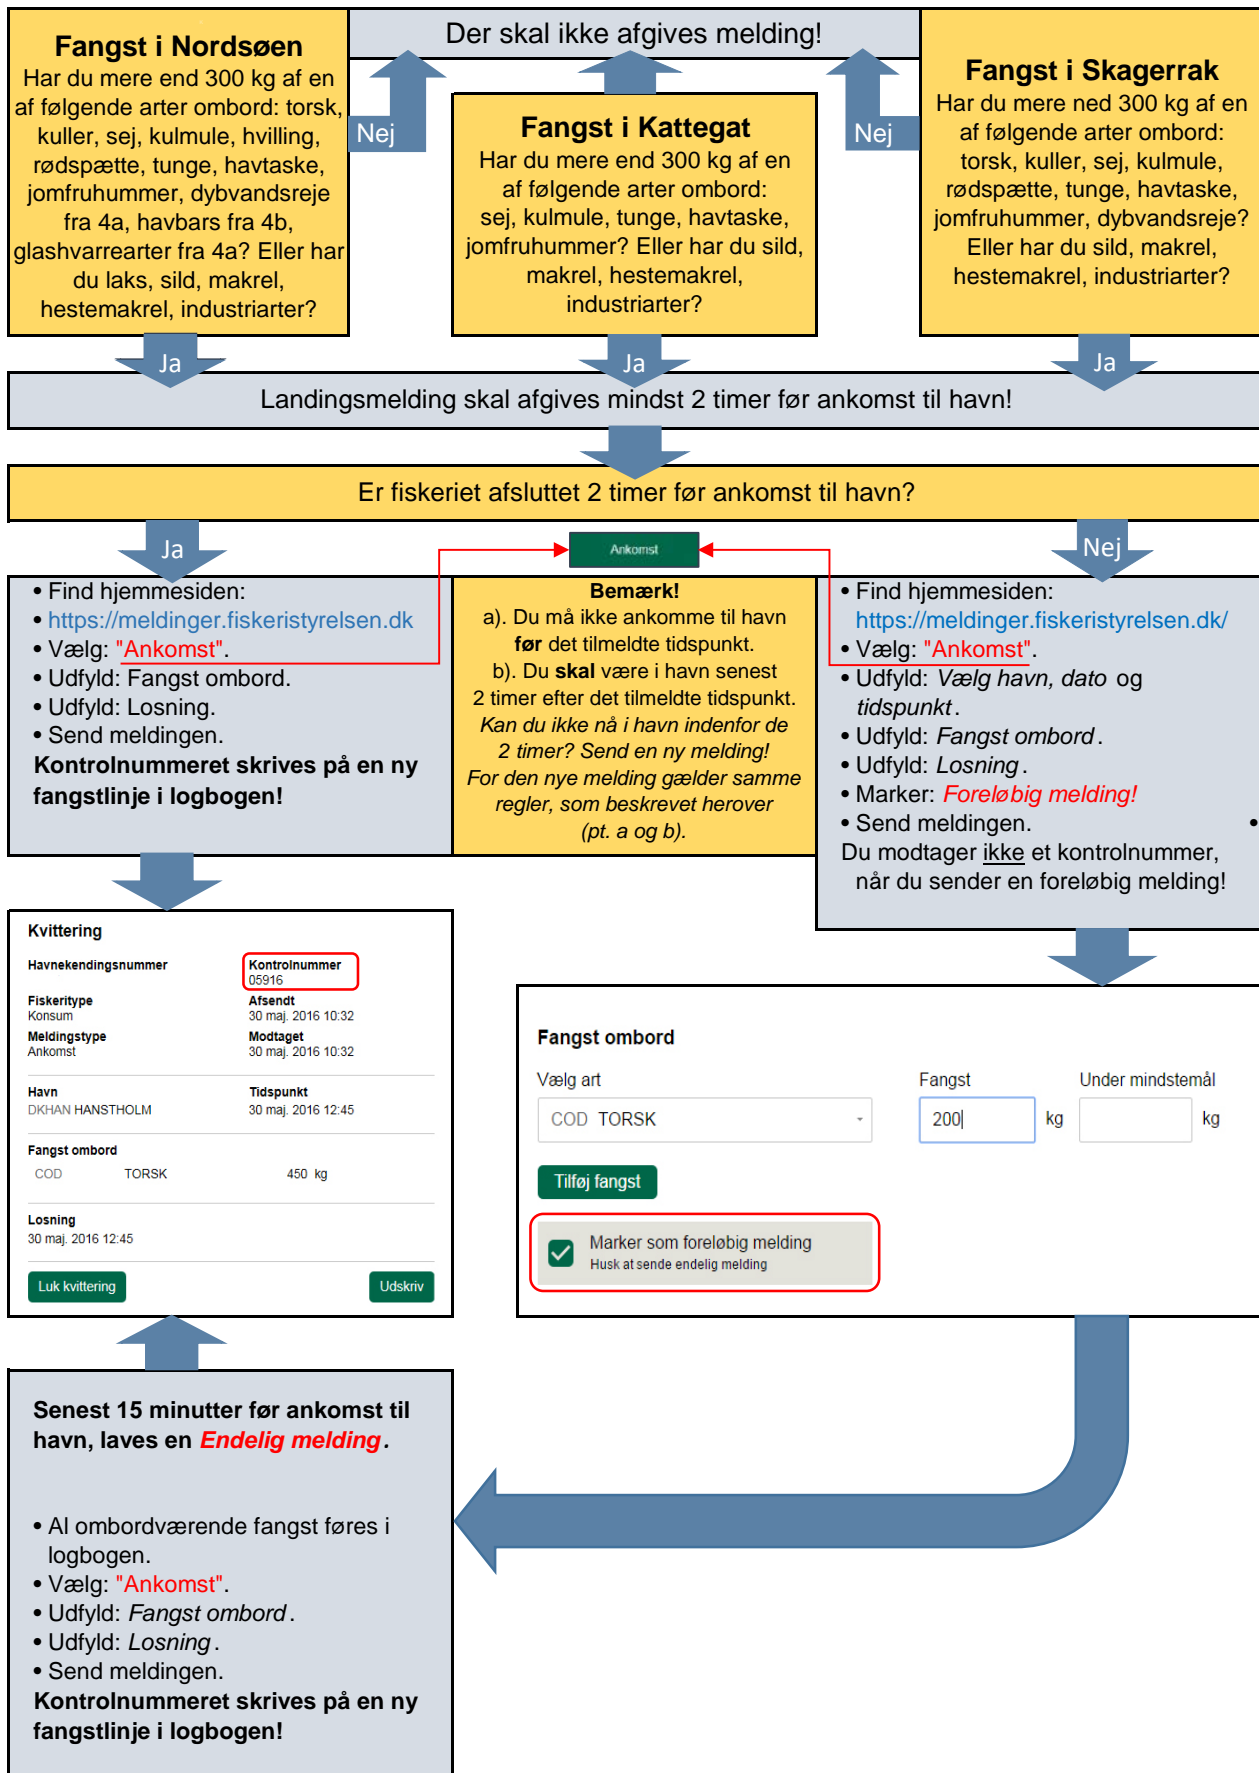 Der skal ikke afgives melding!
Fangst i Nordsøen
Har du mere end 300 kg af en
af følgende arter ombord: torsk,
kuller, sej, kulmule, hvilling,
rødspætte, tunge, havtaske,
jomfruhummer, dybvandsreje
fra 4a, havbars fra 4b,
glashvarrearter fra 4a? Eller har
du laks, sild, makrel,
hestemakrel, industriarter?
Nej
Fangst i Kattegat
Har du mere end 300 kg af en
af følgende arter ombord:
sej, kulmule, tunge, havtaske,
jomfruhummer? Eller har du sild,
makrel, hestemakrel,
industriarter?
Nej
Fangst i Skagerrak
Har du mere ned 300 kg af en
af følgende arter ombord:
torsk, kuller, sej, kulmule,
rødspætte, tunge, havtaske,
jomfruhummer, dybvandsreje?
Eller har du sild, makrel,
hestemakrel, industriarter?
Ja
Ja
Ja
Landingsmelding skal afgives mindst 2 timer før ankomst til havn!
Er fiskeriet afsluttet 2 timer før ankomst til havn?
Ja
Ankomst
Nej
• Find hjemmesiden:
• https://meldinger.fiskeristyrelsen.dk
• Vælg: "Ankomst".
• Udfyld: Fangst ombord.
• Udfyld: Losning.
• Send meldingen.
Kontrolnummeret skrives på en ny
fangstlinje i logbogen!
Bemærk!
a). Du må ikke ankomme til havn
før det tilmeldte tidspunkt.
b). Du skal være i havn senest
2 timer efter det tilmeldte tidspunkt.
Kan du ikke nå i havn indenfor de
2 timer? Send en ny melding!
For den nye melding gælder samme
regler, som beskrevet herover
(pt. a og b).
• Find hjemmesiden:
https://meldinger.fiskeristyrelsen.dk/
• Vælg: "Ankomst".
• Udfyld: Vælg havn, dato og
tidspunkt.
• Udfyld: Fangst ombord.
• Udfyld: Losning.
• Marker: Foreløbig melding!
• Send meldingen. •
Du modtager ikke et kontrolnummer,
når du sender en foreløbig melding!
Kvittering
Havnekendingsnummer Kontrolnummer
05916
Fiskeritype Afsendt
Konsum 30 maj. 2016 10:32
Meldingstype Modtaget
Ankomst 30 maj. 2016 10:32
Havn Tidspunkt
DKHAN HANSTHOLM 30 maj. 2016 12:45
Fangst ombord
COD TORSK 450 kg
Losning
30 maj. 2016 12:45
Luk kvittering Udskriv
Fangst ombord
Vælg art Fangst Under mindstemål
COD TORSK 200 kg kg
Tilføj fangst
Marker som foreløbig melding
Husk at sende endelig melding
Senest 15 minutter før ankomst til
havn, laves en Endelig melding.
• Al ombordværende fangst føres i
logbogen.
• Vælg: "Ankomst".
• Udfyld: Fangst ombord.
• Udfyld: Losning.
• Send meldingen.
Kontrolnummeret skrives på en ny
fangstlinje i logbogen!